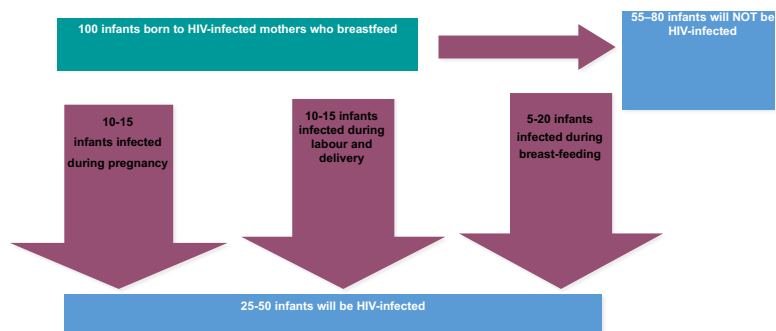 100 infants born to HIV-infected mothers who breastfeed
55–80 infants will NOT be
HIV-infected
10-15
infants infected
during pregnancy
10-15 infants
infected during
labour and
delivery
5-20 infants
infected during
breast-feeding
25-50 infants will be HIV-infected